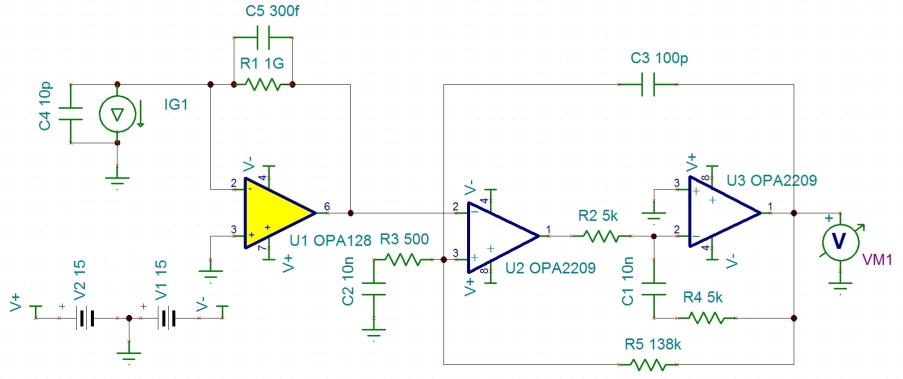 C5 300f
R1 1G
C3 100p
C4 10p
IG1
V-
4
2
-
3
+
+
7
V+
6
U1 OPA128
V-
4
2
3
+
+
8
V+
1
U2 OPA2209
R3 500
C2 10n
R2 5k
V+
8
3
+
+
2
4
V-
1
U3 OPA2209
C1 10n
R4 5k
R5 138k
+
V
VM1
V+
+
V2 15
+
V1 15
V-